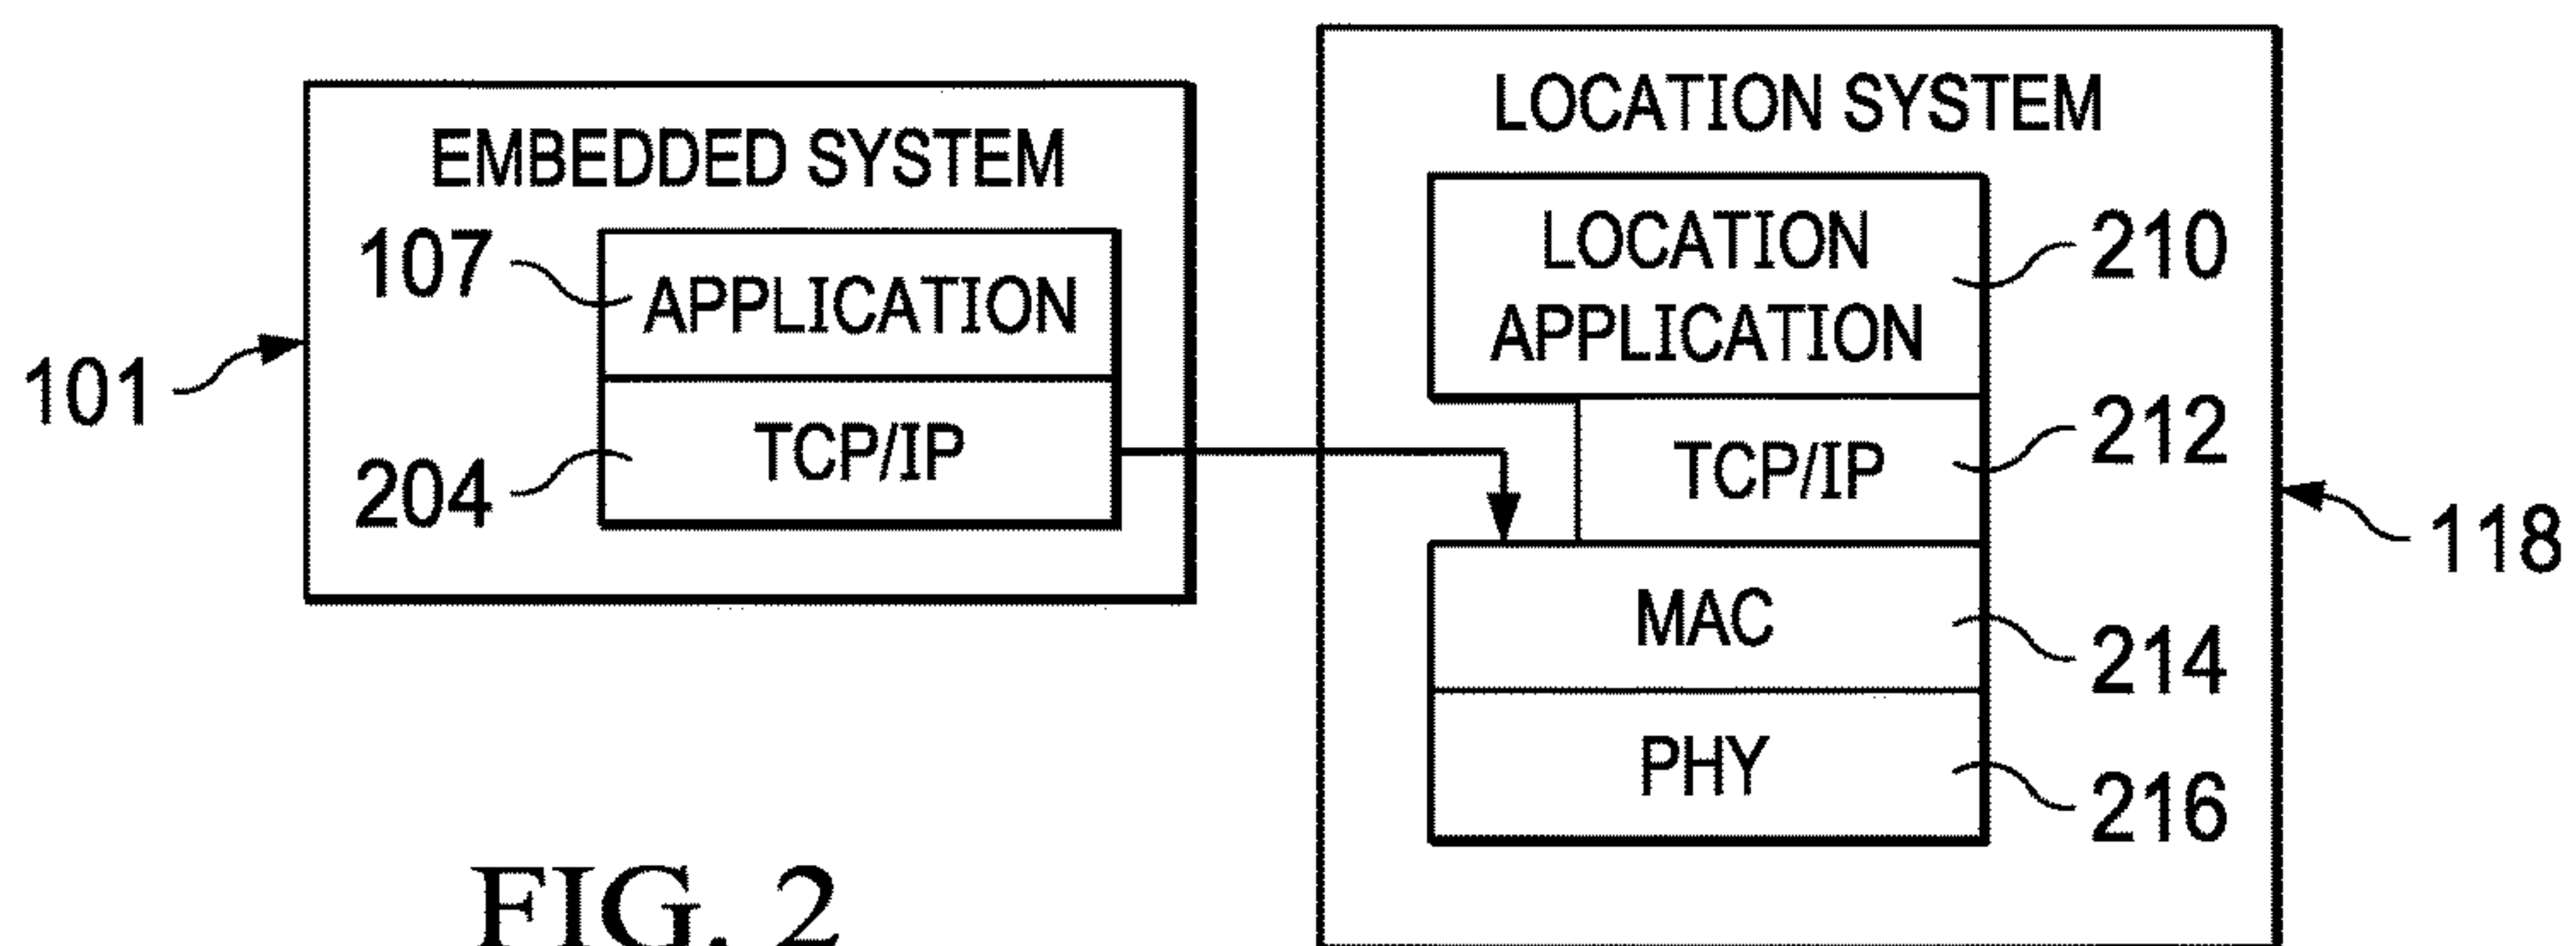 EMBEDDED SYSTEM
107
APPLICATION
101
204
TCP/IP
LOCATION SYSTEM
LOCATION
APPLICATION
210
TCP/IP
212
MAC
214
PHY
216
118
FIG. 2